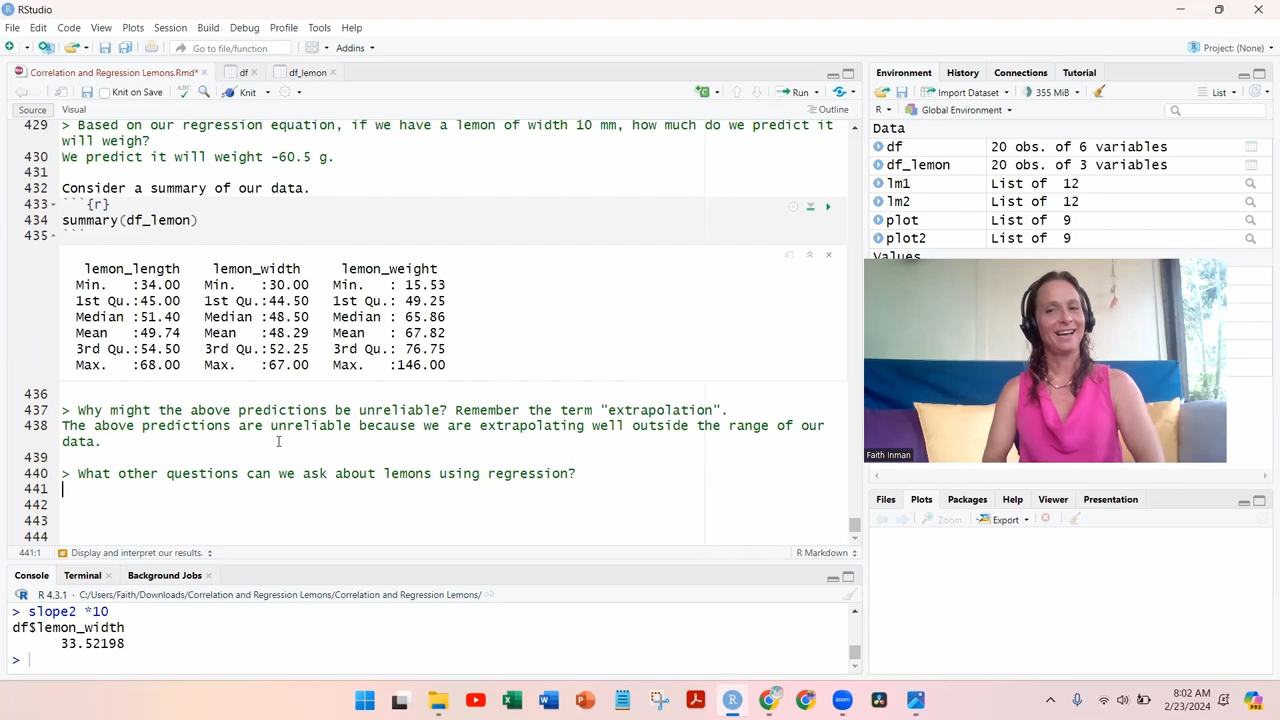 RStudio
File Edit Code View Plots Session Build Debug Profile Tools Help
Go to file/function Addins Project: (None)
Correlation and Regression Lemons.Rmd* df df_lemon
Knit on Save Knit Run
Source Visual Outline
429 > Based on our regression equation, if we have a lemon of width 10 mm, how much do we predict it
will weigh?
430 We predict it will weight -60.5 g.
431
432 Consider a summary of our data.
433 ```{r}
434 summary(df_lemon)
435 ```
lemon_length lemon_width lemon_weight
Min. :34.00 Min. :30.00 Min. : 15.53
1st Qu.:45.00 1st Qu.:44.50 1st Qu.: 49.25
Median :51.40 Median :48.50 Median : 65.86
Mean :49.74 Mean :48.29 Mean : 67.82
3rd Qu.:54.50 3rd Qu.:52.25 3rd Qu.: 76.75
Max. :68.00 Max. :67.00 Max. :146.00
436
437 > Why might the above predictions be unreliable? Remember the term "extrapolation".
438 The above predictions are unreliable because we are extrapolating well outside the range of our
data.
439
440 > What other questions can we ask about lemons using regression?
441
442
443
444
441:1 Display and interpret our results. R Markdown
Console Terminal Background Jobs
R 4.3.1 · C:/Users/Faith/Downloads/Correlation and Regression Lemons/Correlation and Regression Lemons/
> slope2 *10
df$lemon_width
33.52198
>
Environment History Connections Tutorial
Import Dataset 355 MiB List
R Global Environment
Data
df 20 obs. of 6 variables
df_lemon 20 obs. of 3 variables
lm1 List of 12
lm2 List of 12
plot List of 9
plot2 List of 9
Values
Faith Inman
Files Plots Packages Help Viewer Presentation
Zoom Export
8:02 AM
2/23/2024